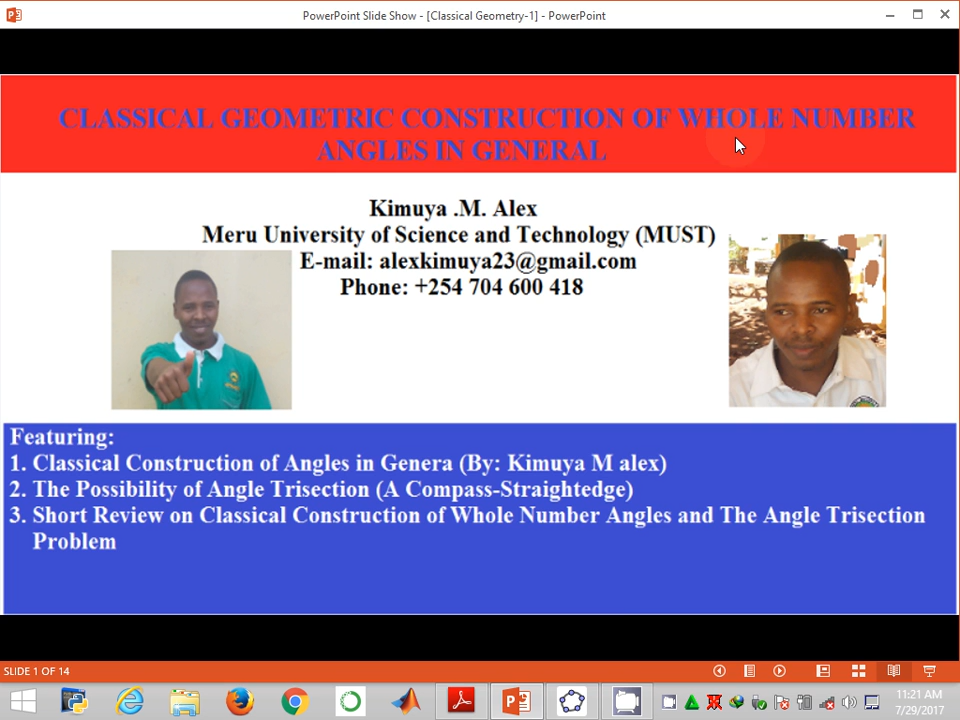 PowerPoint Slide Show - [Classical Geometry-1] - PowerPoint
CLASSICAL GEOMETRIC CONSTRUCTION OF WHOLE NUMBER
ANGLES IN GENERAL
Kimuya .M. Alex
Meru University of Science and Technology (MUST)
E-mail: alexkimuya23@gmail.com
Phone: +254 704 600 418
Featuring:
1. Classical Construction of Angles in Genera (By: Kimuya M alex)
2. The Possibility of Angle Trisection (A Compass-Straightedge)
3. Short Review on Classical Construction of Whole Number Angles and The Angle Trisection
Problem
SLIDE 1 OF 14
11:21 AM
7/29/2017